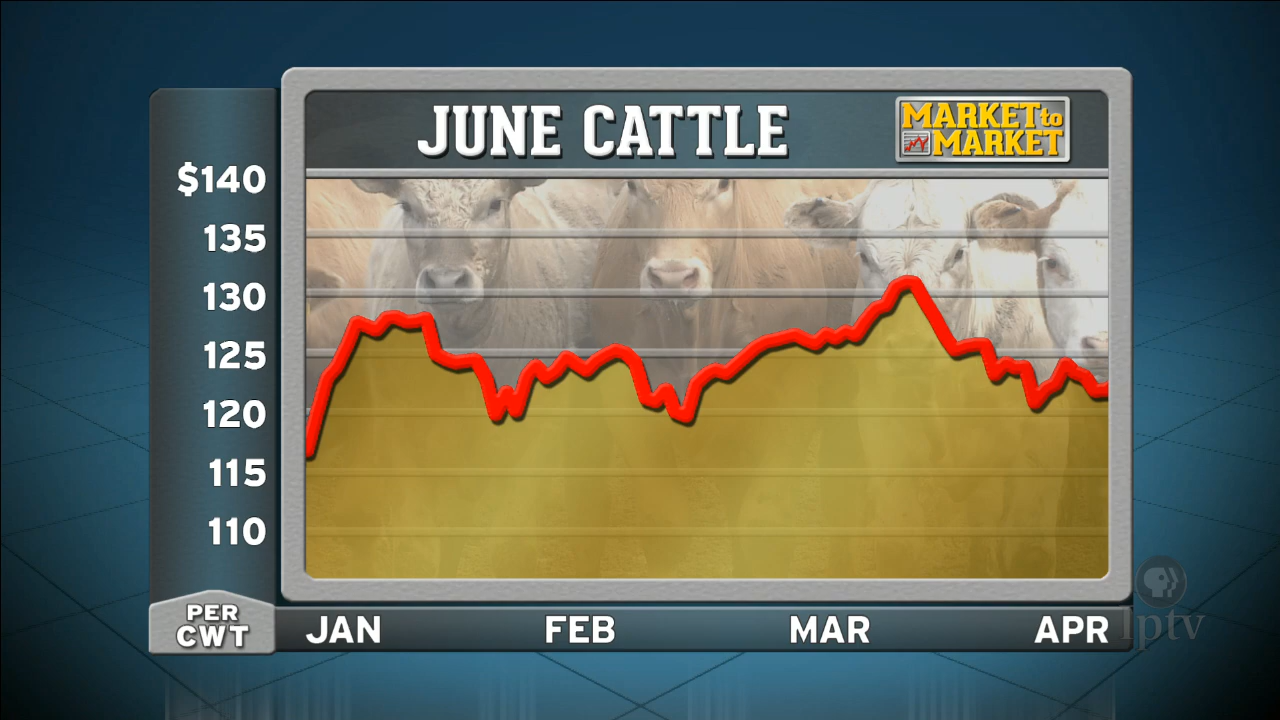 JUNE CATTLE
MARKET to
MARKET
$140
135
130
125
120
115
110
PER
CWT
JAN FEB MAR APR
iptv